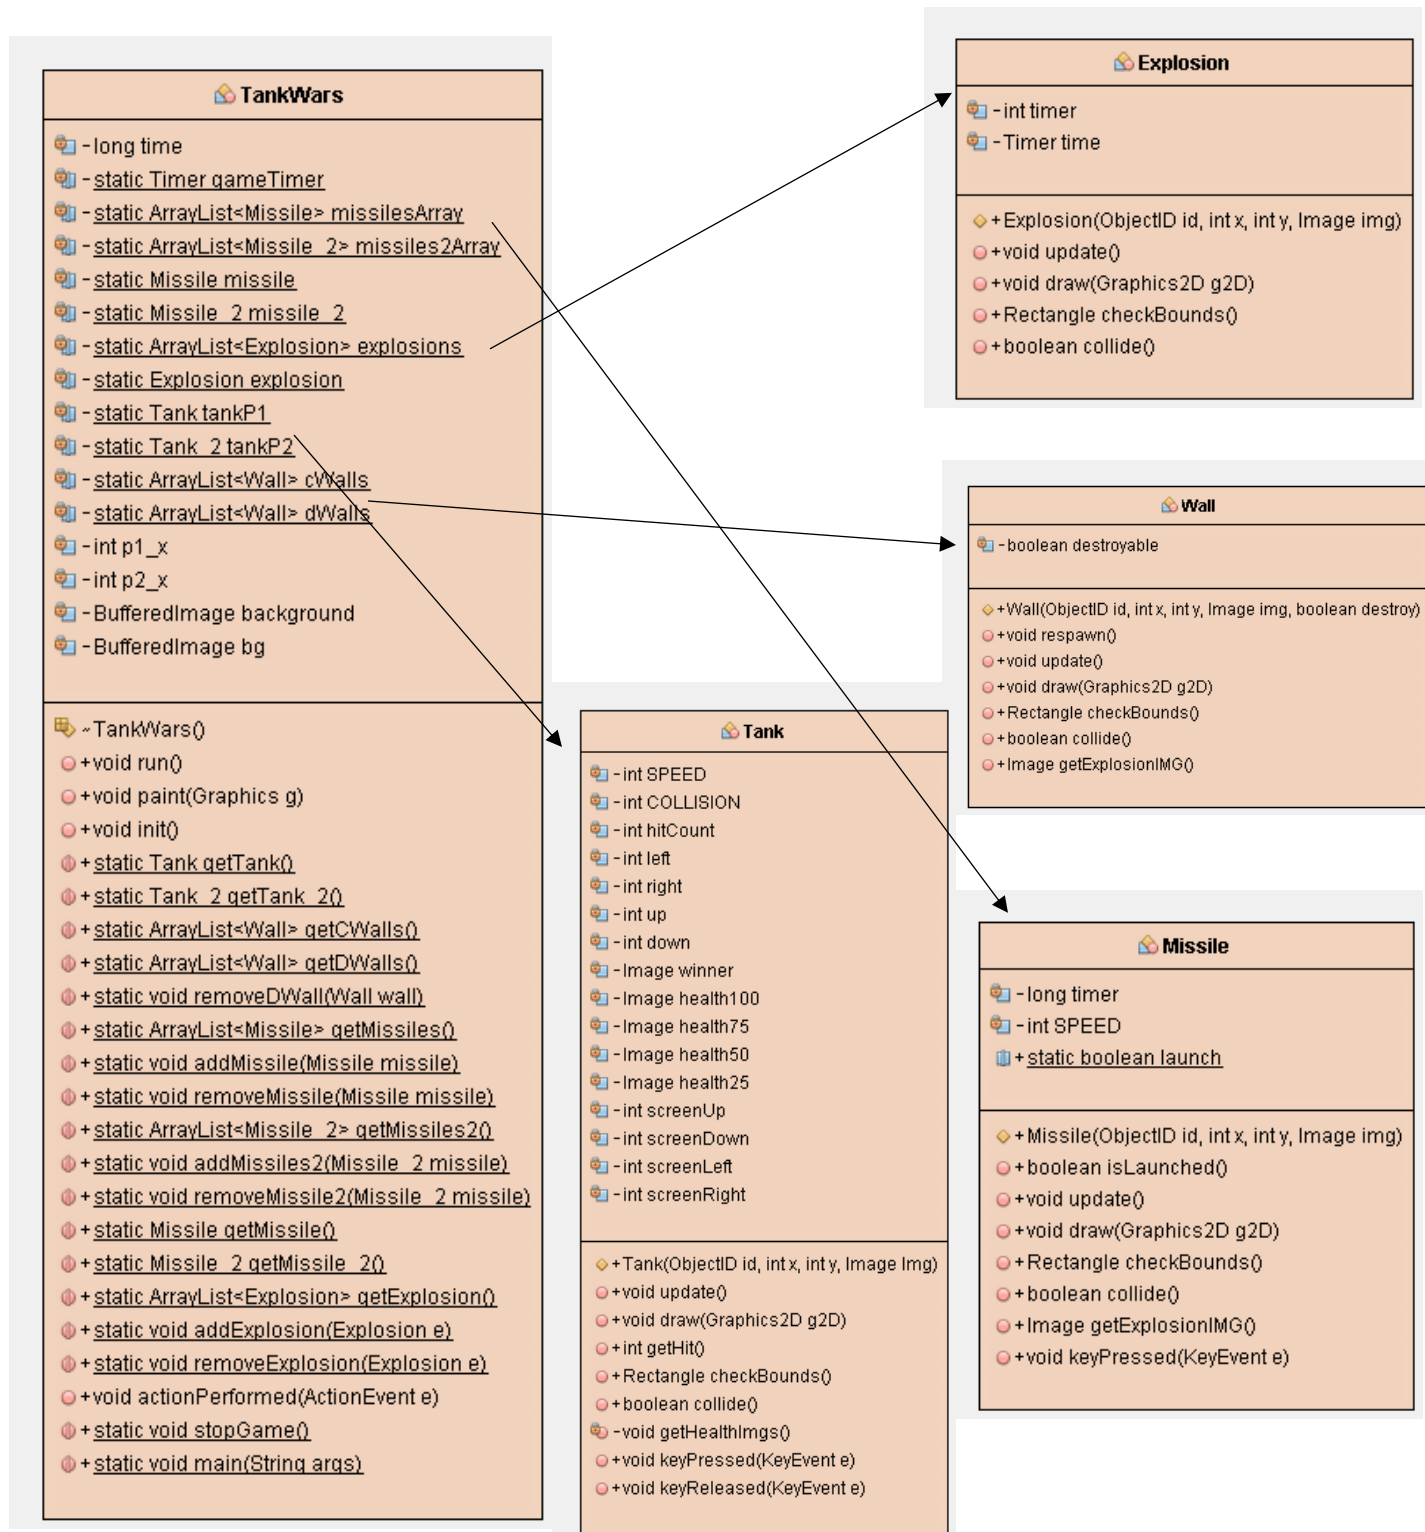 TankWars
-long time
-static Timer gameTimer
-static ArrayList<Missile> missilesArray
-static ArrayList<Missile_2> missiles2Array
-static Missile missile
-static Missile_2 missile_2
-static ArrayList<Explosion> explosions
-static Explosion explosion
-static Tank tankP1
-static Tank_2 tankP2
-static ArrayList<Wall> cWalls
-static ArrayList<Wall> dWalls
-int p1_x
-int p2_x
-BufferedImage background
-BufferedImage bg
~TankWars()
+void run()
+void paint(Graphics g)
+void init()
+static Tank getTank()
+static Tank_2 getTank_2()
+static ArrayList<Wall> getCWalls()
+static ArrayList<Wall> getDWalls()
+static void removeDWall(Wall wall)
+static ArrayList<Missile> getMissiles()
+static void addMissile(Missile missile)
+static void removeMissile(Missile missile)
+static ArrayList<Missile_2> getMissiles2()
+static void addMissiles2(Missile_2 missile)
+static void removeMissile2(Missile_2 missile)
+static Missile getMissile()
+static Missile_2 getMissile_2()
+static ArrayList<Explosion> getExplosion()
+static void addExplosion(Explosion e)
+static void removeExplosion(Explosion e)
+void actionPerformed(ActionEvent e)
+static void stopGame()
+static void main(String args)
Explosion
-int timer
-Timer time
+Explosion(ObjectID id, int x, int y, Image img)
+void update()
+void draw(Graphics2D g2D)
+Rectangle checkBounds()
+boolean collide()
Wall
-boolean destroyable
+Wall(ObjectID id, int x, int y, Image img, boolean destroy)
+void respawn()
+void update()
+void draw(Graphics2D g2D)
+Rectangle checkBounds()
+boolean collide()
+Image getExplosionIMG()
Tank
-int SPEED
-int COLLISION
-int hitCount
-int left
-int right
-int up
-int down
-Image winner
-Image health100
-Image health75
-Image health50
-Image health25
-int screenUp
-int screenDown
-int screenLeft
-int screenRight
+Tank(ObjectID id, int x, int y, Image Img)
+void update()
+void draw(Graphics2D g2D)
+int getHit()
+Rectangle checkBounds()
+boolean collide()
-void getHealthImgs()
+void keyPressed(KeyEvent e)
+void keyReleased(KeyEvent e)
Missile
-long timer
-int SPEED
+static boolean launch
+Missile(ObjectID id, int x, int y, Image img)
+boolean isLaunched()
+void update()
+void draw(Graphics2D g2D)
+Rectangle checkBounds()
+boolean collide()
+Image getExplosionIMG()
+void keyPressed(KeyEvent e)